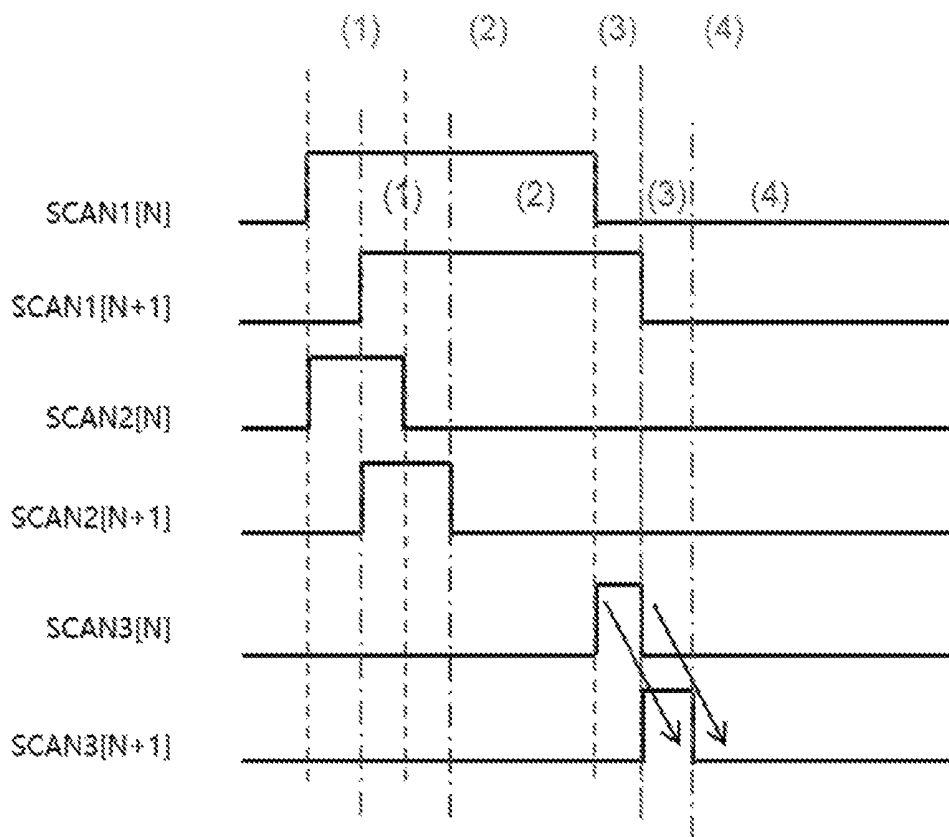 (1) (2) (3) (4)
(1) (2) (3) (4)
SCAN1[N]
SCAN1[N+1]
SCAN2[N]
SCAN2[N+1]
SCAN3[N]
SCAN3[N+1]